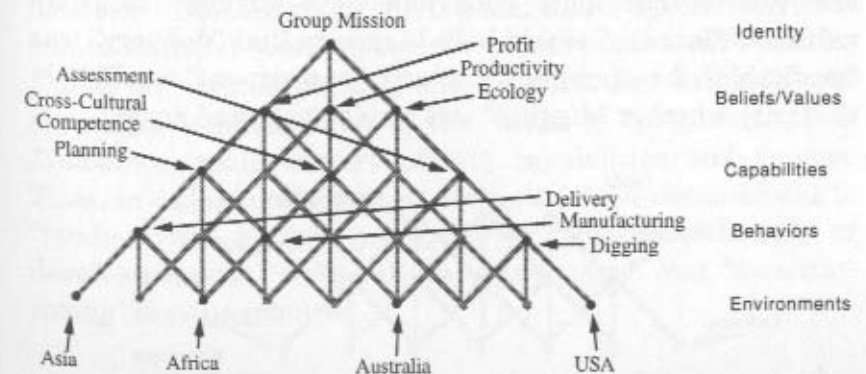 Group Mission
Identity
Profit
Productivity
Ecology
Assessment
Cross-Cultural
Competence
Planning
Beliefs/Values
Capabilities
Delivery
Manufacturing
Digging
Behaviors
Environments
Asia
Africa
Australia
USA